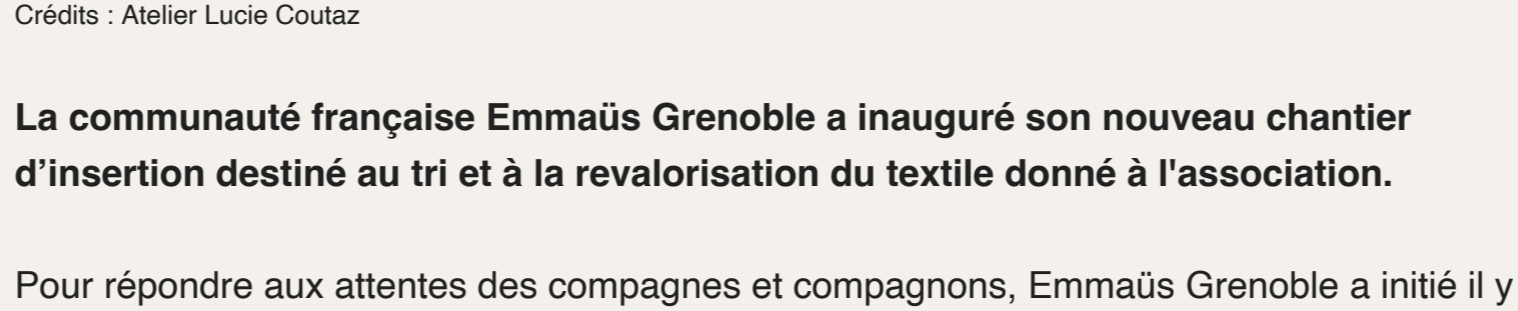 Crédits : Atelier Lucie Coutaz
La communauté française Emmaüs Grenoble a inauguré son nouveau chantier
d’insertion destiné au tri et à la revalorisation du textile donné à l'association.
Pour répondre aux attentes des compagnes et compagnons, Emmaüs Grenoble a initié il y